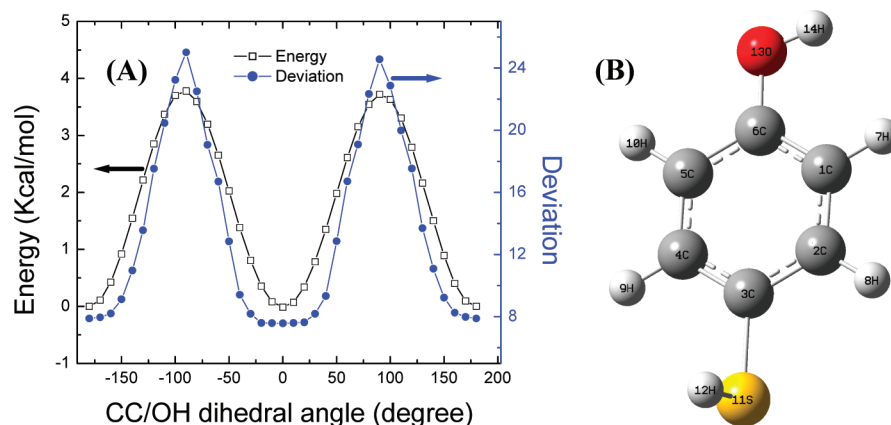 (A)
Energy
Deviation
5
4
3
2
1
0
-1
Energy (Kcal/mol)
24
20
16
12
8
Deviation
-150
-100
-50
0
50
100
150
200
CC/OH dihedral angle (degree)
(B)
14H
13O
6C
10H
7H
5C
1C
4C
2C
9H
3C
8H
12H
11S